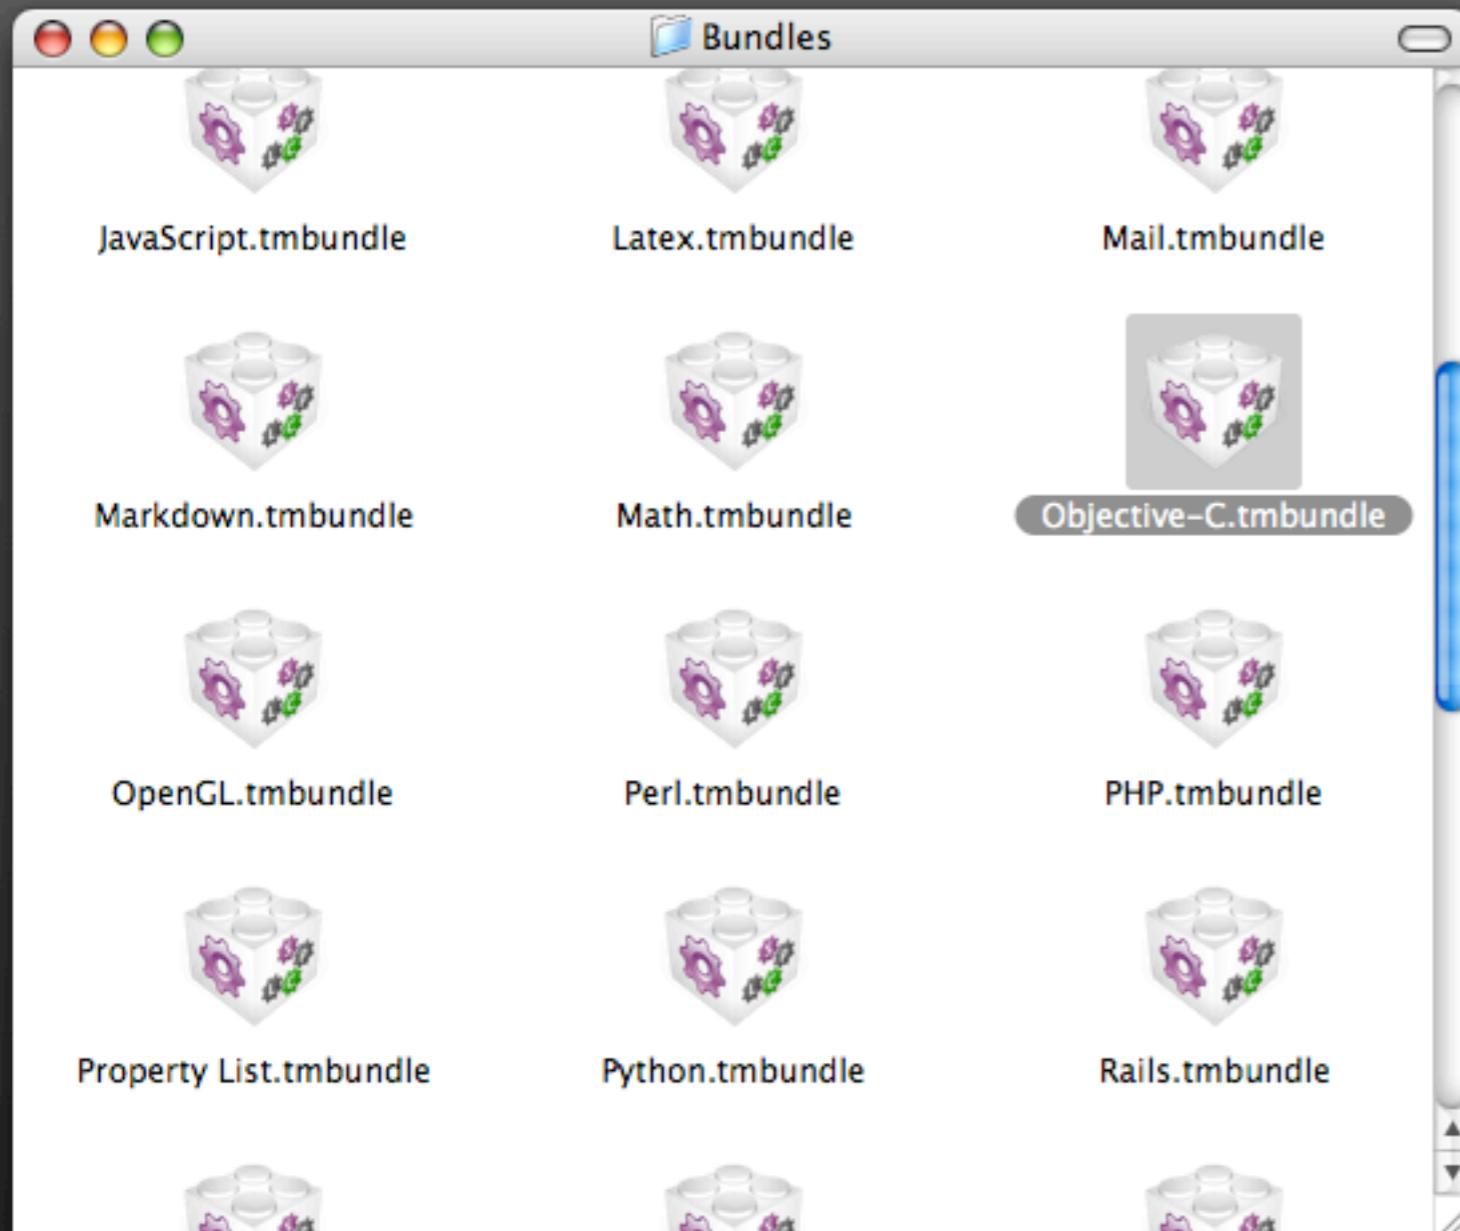 Bundles
JavaScript.tmbundle
Latex.tmbundle
Mail.tmbundle
Markdown.tmbundle
Math.tmbundle
Objective-C.tmbundle
OpenGL.tmbundle
Perl.tmbundle
PHP.tmbundle
Property List.tmbundle
Python.tmbundle
Rails.tmbundle